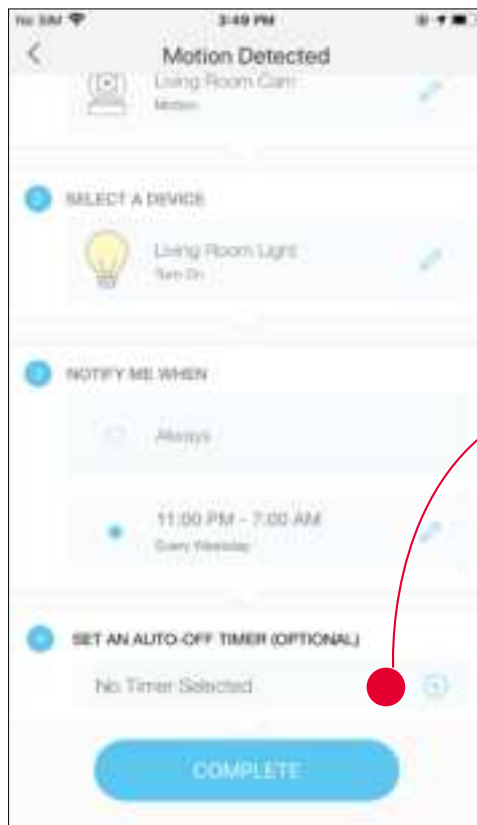 No SIM 3:49 PM
Motion Detected
Living Room Cam
Motion
SELECT A DEVICE
Living Room Light
Turn On
NOTIFY ME WHEN
Always
11:00 PM - 7:00 AM
Every Weekday
SET AN AUTO-OFF TIMER (OPTIONAL)
No Timer Selected
COMPLETE